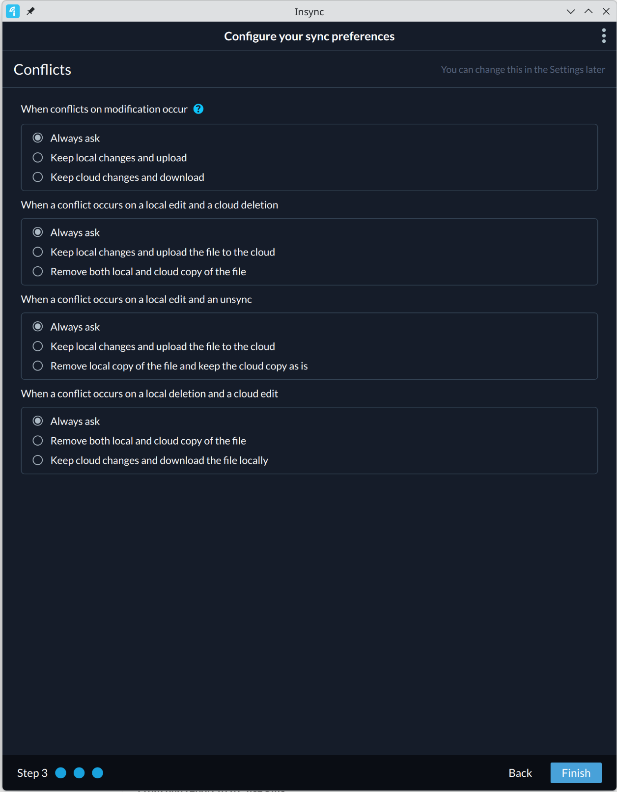 Insync
Configure your sync preferences
Conflicts
You can change this in the Settings later
When conflicts on modification occur ?
Always ask
Keep local changes and upload
Keep cloud changes and download
When a conflict occurs on a local edit and a cloud deletion
Always ask
Keep local changes and upload the file to the cloud
Remove both local and cloud copy of the file
When a conflict occurs on a local edit and an unsync
Always ask
Keep local changes and upload the file to the cloud
Remove local copy of the file and keep the cloud copy as is
When a conflict occurs on a local deletion and a cloud edit
Always ask
Remove both local and cloud copy of the file
Keep cloud changes and download the file locally
Step 3
Back
Finish